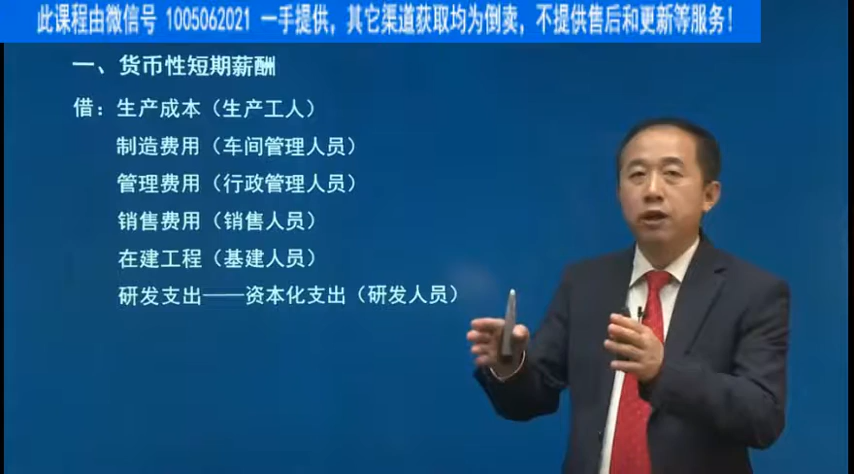 此课程由微信号 1005062021 一手提供，其它渠道获取均为倒卖，不提供售后和更新等服务！
一、货币性短期薪酬
借：生产成本（生产工人）
制造费用（车间管理人员）
管理费用（行政管理人员）
销售费用（销售人员）
在建工程（基建人员）
研发支出——资本化支出（研发人员）